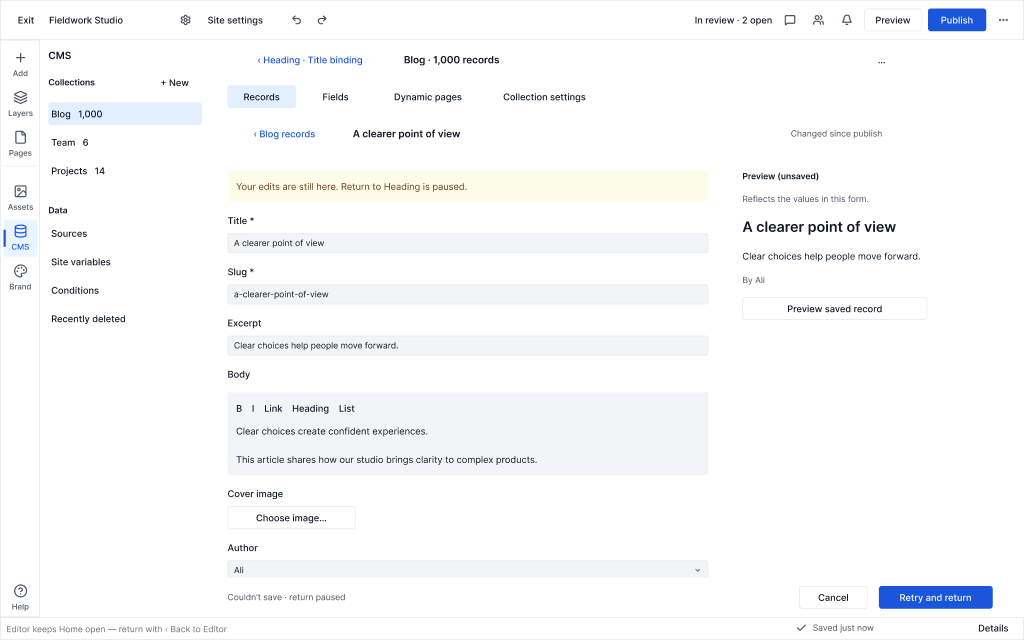 Exit Fieldwork Studio Site settings In review · 2 open Preview Publish ...
Add
Layers
Pages
Assets
CMS
Brand
Help
CMS
Collections + New
Blog 1,000
Team 6
Projects 14
Data
Sources
Site variables
Conditions
Recently deleted
‹ Heading · Title binding Blog · 1,000 records ...
Records Fields Dynamic pages Collection settings
‹ Blog records A clearer point of view Changed since publish
Your edits are still here. Return to Heading is paused.
Title *
A clearer point of view
Slug *
a-clearer-point-of-view
Excerpt
Clear choices help people move forward.
Body
B I Link Heading List
Clear choices create confident experiences.
This article shares how our studio brings clarity to complex products.
Cover image
Choose image...
Author
Ali
Preview (unsaved)
Reflects the values in this form.
A clearer point of view
Clear choices help people move forward.
By Ali
Preview saved record
Couldn't save · return paused Cancel Retry and return
Editor keeps Home open — return with ‹ Back to Editor Saved just now Details